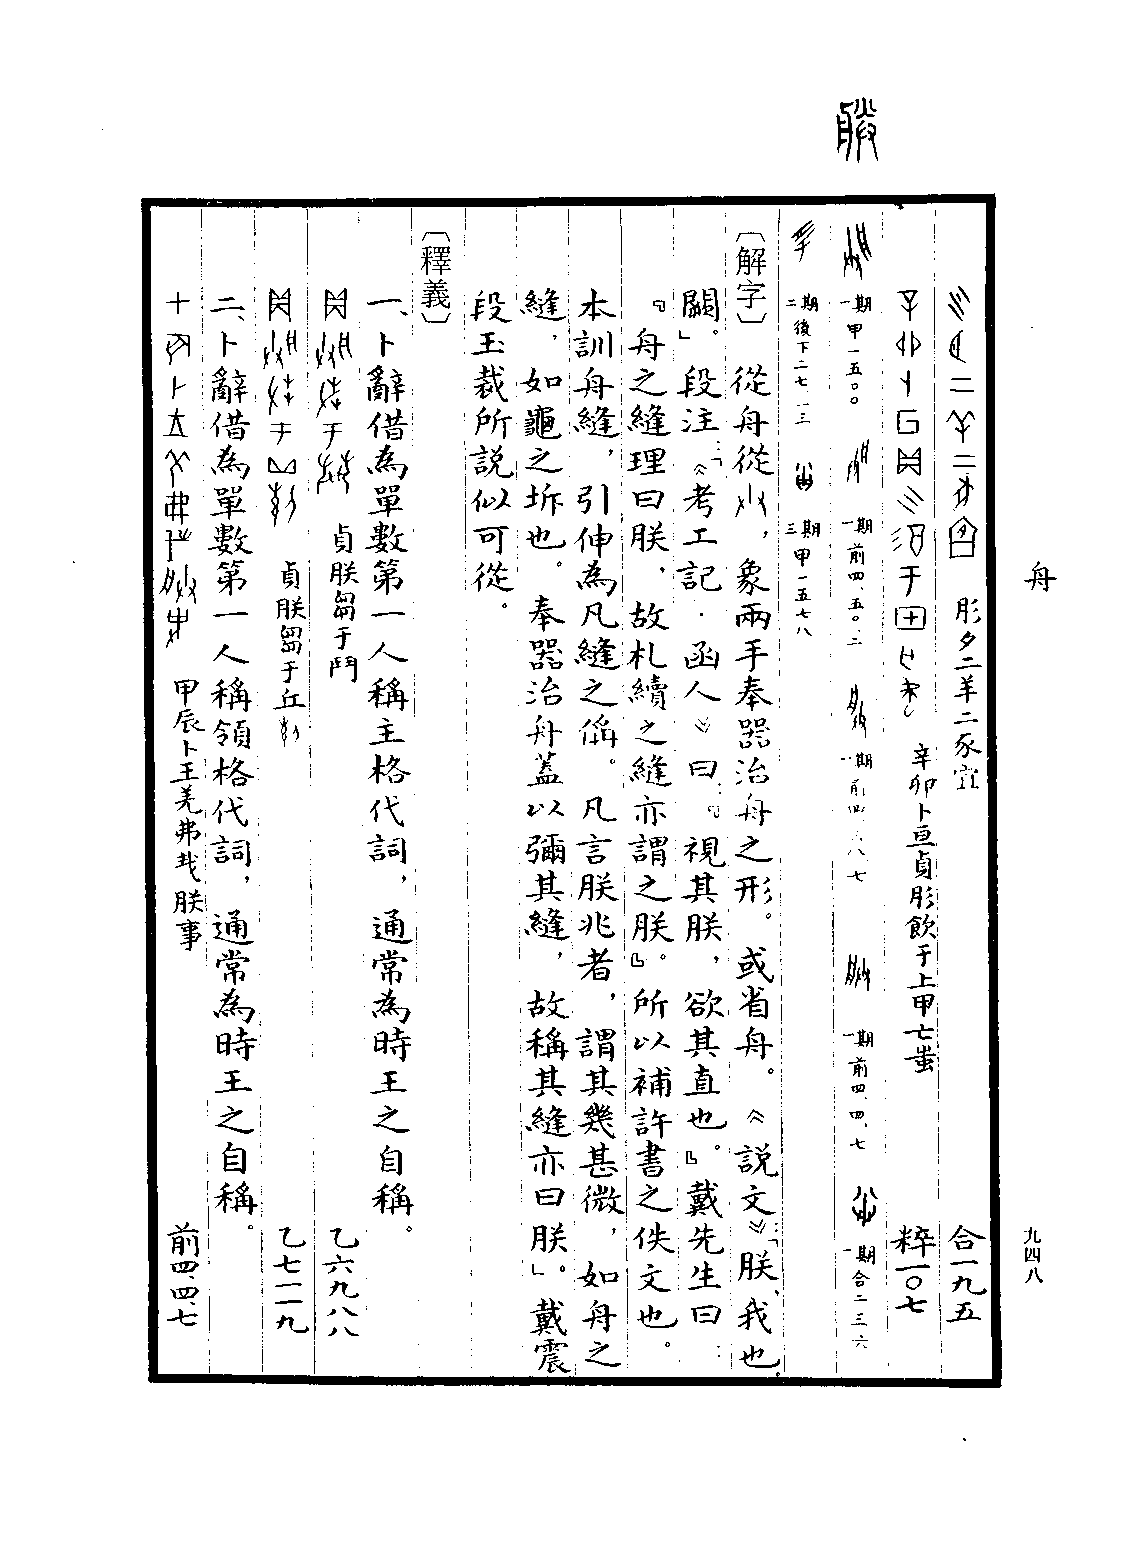 舟
九四八
肜夕二羊二豕宜 合一九五
辛卯卜亘貞肜飲于上甲亡𡆥 粹一〇七
一期甲一五〇〇 一期前四、五〇、三 一期前四、三八、七 一期前四、四、七 一期合二三六
二期後下二七、一三 三期甲一五七八
〔解字〕從舟從,象兩手奉器治舟之形。或省舟。《說文》:「朕、我也,
闕。」段注:「《考工記·函人》曰:『視其朕,欲其直也。』戴先生曰:
『舟之縫理曰朕,故札續之縫亦謂之朕』。所以補許書之佚文也。
本訓舟縫,引伸為凡縫之偁。凡言朕兆者,謂其幾甚微,如舟之
縫,如龜之坼也。奉器治舟蓋以彌其縫,故稱其縫亦曰朕。」戴震
段玉裁所說似可從。
〔釋義〕
一、卜辭借為單數第一人稱主格代詞,通常為時王之自稱。
貞朕芻于鬥 乙六九八八
貞朕芻于丘 乙七一一九
二、卜辭借為單數第一人稱領格代詞,通常為時王之自稱。
甲辰卜王羌弗𢦏朕事 前四、四、七